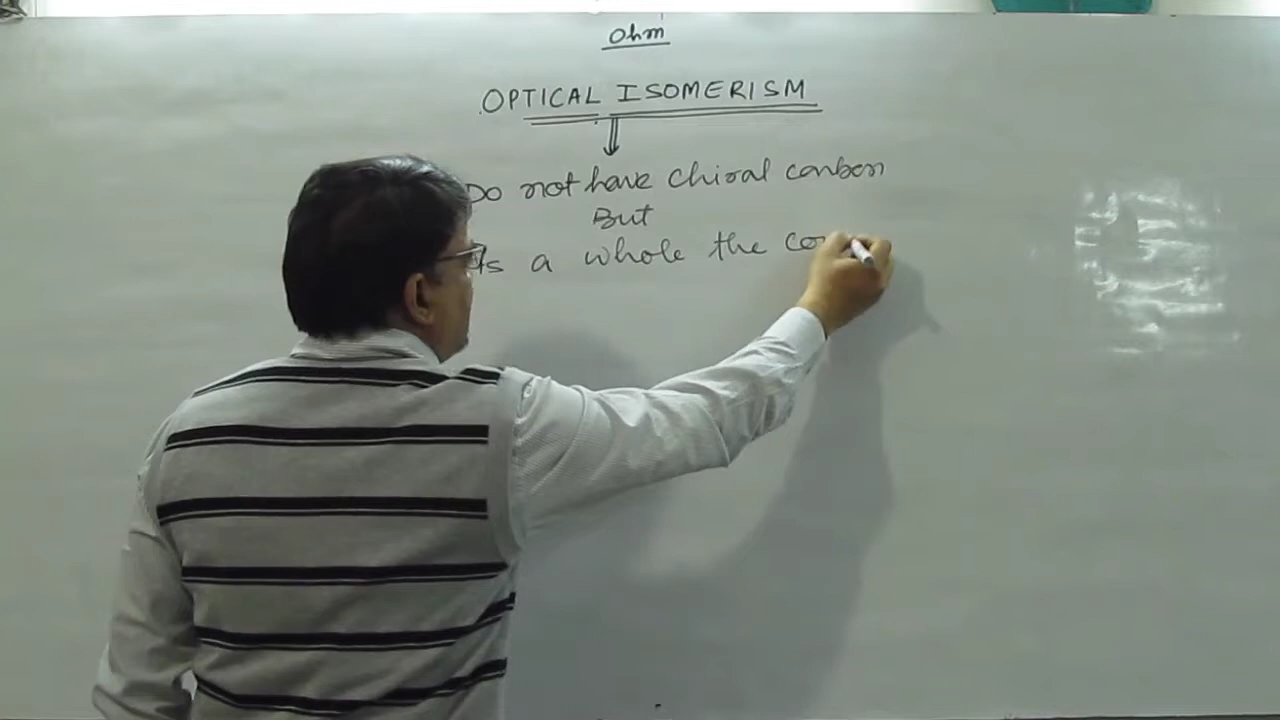 Ohm
OPTICAL ISOMERISM
Do not have chiral carbon
But
As a whole the co